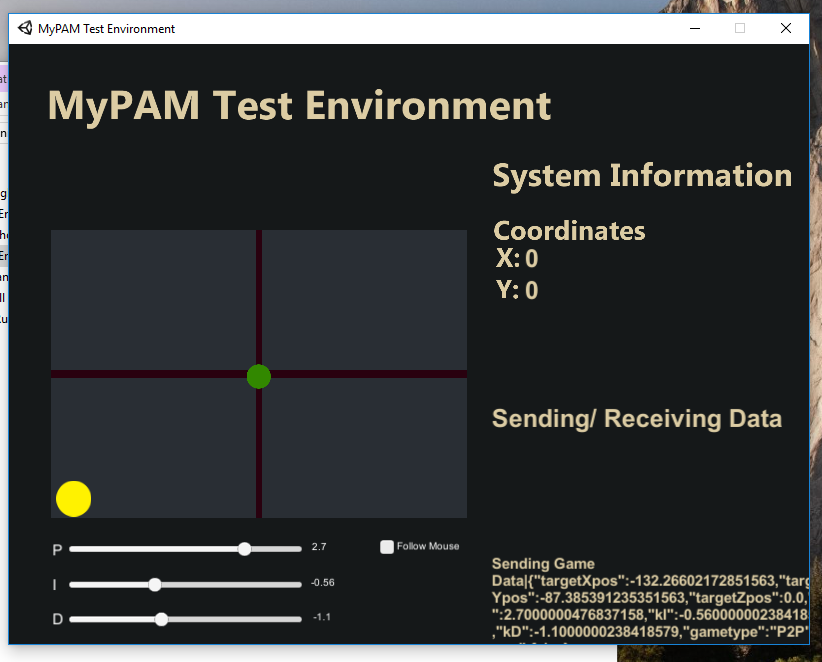 MyPAM Test Environment
MyPAM Test Environment
System Information
Coordinates
X: 0
Y: 0
Sending/ Receiving Data
P 2.7
Follow Mouse
I -0.56
D -1.1
Sending Game
Data|{"targetXpos":-132.26602172851563,"targ
Ypos":-87.385391235351563,"targetZpos":0.0,"
":2.7000000476837158,"kI":-0.56000000238418
,"kD":-1.1000000238418579,"gametype":"P2P"